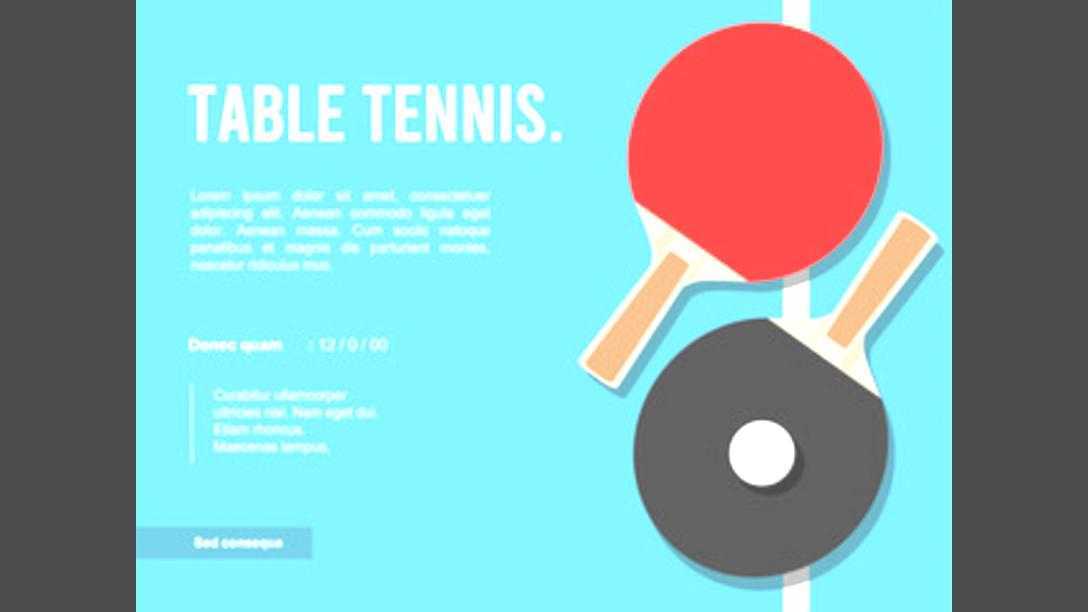 TABLE TENNIS.
Lorem ipsum dolor sit amet, consectetuer
adipiscing elit. Aenean commodo ligula eget
dolor. Aenean massa. Cum sociis natoque
penatibus et magnis dis parturient montes,
nascetur ridiculus mus.
Donec quam : 12 / 0 / 00
Curabitur ullamcorper
ultricies nisi. Nam eget dui.
Etiam rhoncus.
Maecenas tempus,
Sed consequa